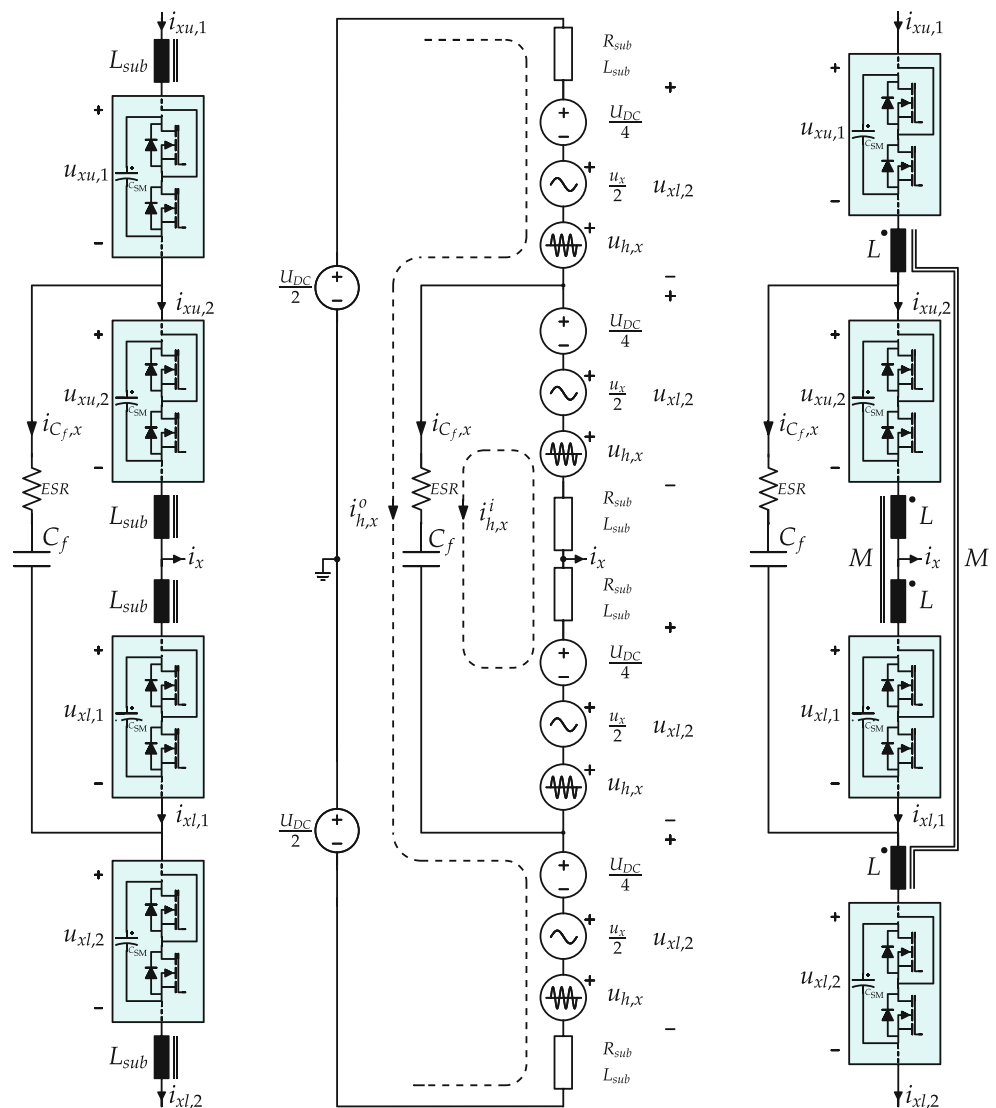 i_{xu,1}
L_{sub}
+
u_{xu,1}
C_{SM}
−
i_{xu,2}
+
u_{xu,2}
C_{SM}
−
i_{C_f,x}
ESR
L_{sub}
C_f
i_x
L_{sub}
+
u_{xl,1}
C_{SM}
−
i_{xl,1}
+
u_{xl,2}
C_{SM}
−
L_{sub}
i_{xl,2}
R_{sub}
L_{sub}
+
U_{DC}/4
u_x/2
u_{xl,2}
u_{h,x}
−
U_{DC}/2
+
U_{DC}/4
u_x/2
u_{xl,2}
u_{h,x}
−
i_{C_f,x}
ESR
i^o_{h,x}
i^i_{h,x}
C_f
R_{sub}
L_{sub}
i_x
R_{sub}
L_{sub}
+
U_{DC}/4
u_x/2
u_{xl,2}
u_{h,x}
−
U_{DC}/2
+
U_{DC}/4
u_x/2
u_{xl,2}
u_{h,x}
−
R_{sub}
L_{sub}
i_{xu,1}
+
u_{xu,1}
C_{SM}
−
L
i_{xu,2}
+
u_{xu,2}
C_{SM}
−
i_{C_f,x}
ESR
L
C_f
M
i_x
M
L
+
u_{xl,1}
C_{SM}
−
i_{xl,1}
L
+
u_{xl,2}
C_{SM}
−
i_{xl,2}